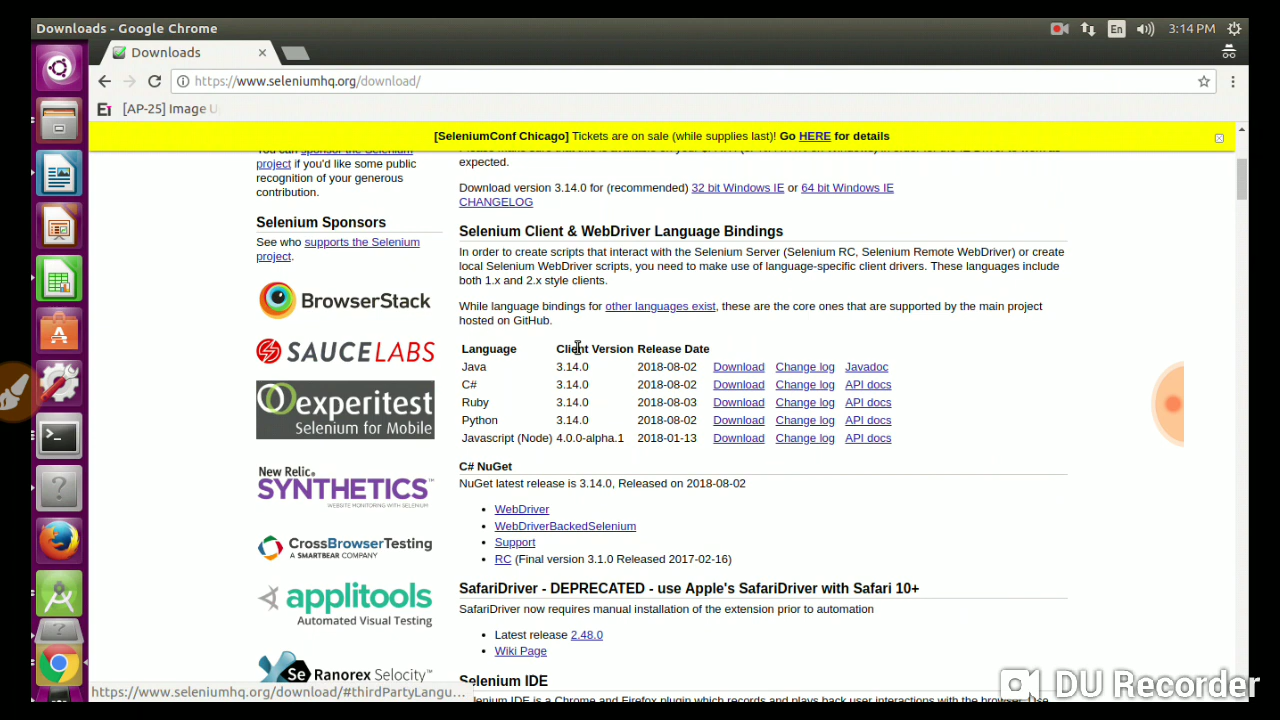 Downloads - Google Chrome
En
3:14 PM
Downloads
https://www.seleniumhq.org/download/
[AP-25] Image U
[SeleniumConf Chicago] Tickets are on sale (while supplies last)! Go HERE for details
sponsor the Selenium
project if you'd like some public
recognition of your generous
contribution.
Selenium Sponsors
See who supports the Selenium
project.
BrowserStack
SAUCE LABS
experitest
Selenium for Mobile
New Relic
SYNTHETICS
WEBSITE MONITORING WITH SELENIUM
CROSSBROWSERTESTING
A SMARTBEAR COMPANY
applitools
Automated Visual Testing
Se Ranorex Selocity
expected.
Download version 3.14.0 for (recommended) 32 bit Windows IE or 64 bit Windows IE
CHANGELOG
Selenium Client & WebDriver Language Bindings
In order to create scripts that interact with the Selenium Server (Selenium RC, Selenium Remote WebDriver) or create
local Selenium WebDriver scripts, you need to make use of language-specific client drivers. These languages include
both 1.x and 2.x style clients.
While language bindings for other languages exist, these are the core ones that are supported by the main project
hosted on GitHub.
Language Client Version Release Date
Java 3.14.0 2018-08-02 Download Change log Javadoc
C# 3.14.0 2018-08-02 Download Change log API docs
Ruby 3.14.0 2018-08-03 Download Change log API docs
Python 3.14.0 2018-08-02 Download Change log API docs
Javascript (Node) 4.0.0-alpha.1 2018-01-13 Download Change log API docs
C# NuGet
NuGet latest release is 3.14.0, Released on 2018-08-02
WebDriver
WebDriverBackedSelenium
Support
RC (Final version 3.1.0 Released 2017-02-16)
SafariDriver - DEPRECATED - use Apple's SafariDriver with Safari 10+
SafariDriver now requires manual installation of the extension prior to automation
Latest release 2.48.0
Wiki Page
Selenium IDE
https://www.seleniumhq.org/download/#thirdPartyLangu...
DU Recorder